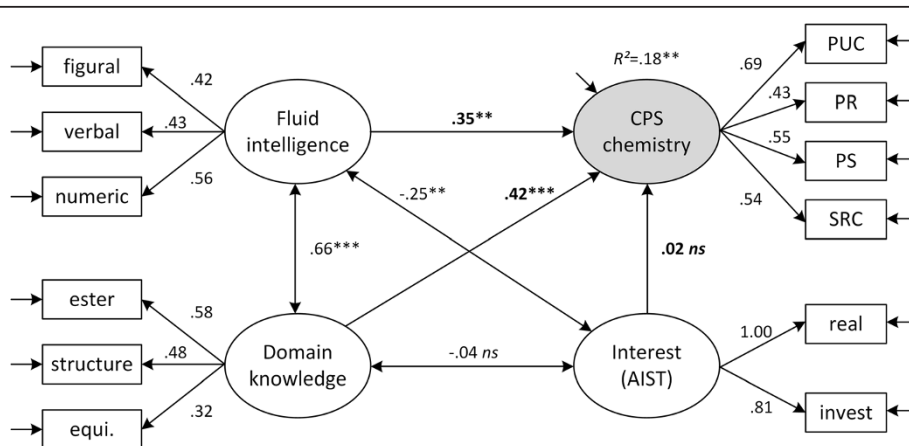 figural
verbal
numeric
.42
.43
.56
Fluid
intelligence
.35**
R²=.18**
CPS
chemistry
.69
.43
.55
.54
PUC
PR
PS
SRC
-.25**
.42***
.66***
.02 ns
ester
structure
equi.
.58
.48
.32
Domain
knowledge
-.04 ns
Interest
(AIST)
1.00
.81
real
invest